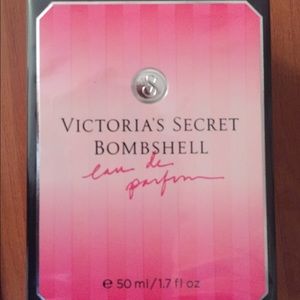 S
VICTORIA'S SECRET
BOMBSHELL
eau de
parfum
e 50 ml/1.7 fl oz